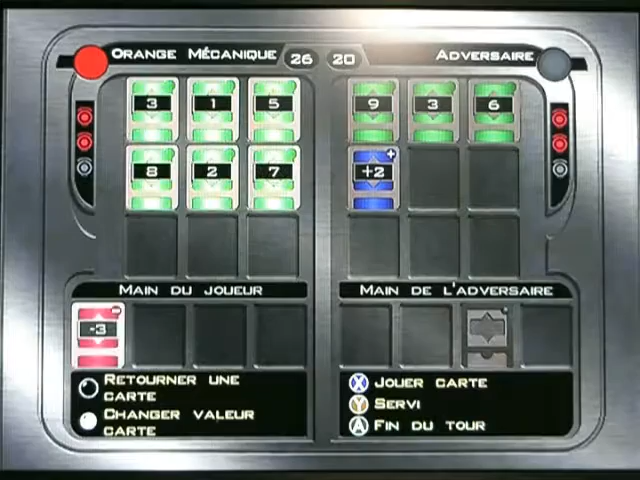 ORANGE MÉCANIQUE 26 20 ADVERSAIRE
3 1 5 9 3 6
8 2 7 +2
MAIN DU JOUEUR MAIN DE L'ADVERSAIRE
-3
RETOURNER UNE
CARTE
CHANGER VALEUR
CARTE
X JOUER CARTE
Y SERVI
A FIN DU TOUR